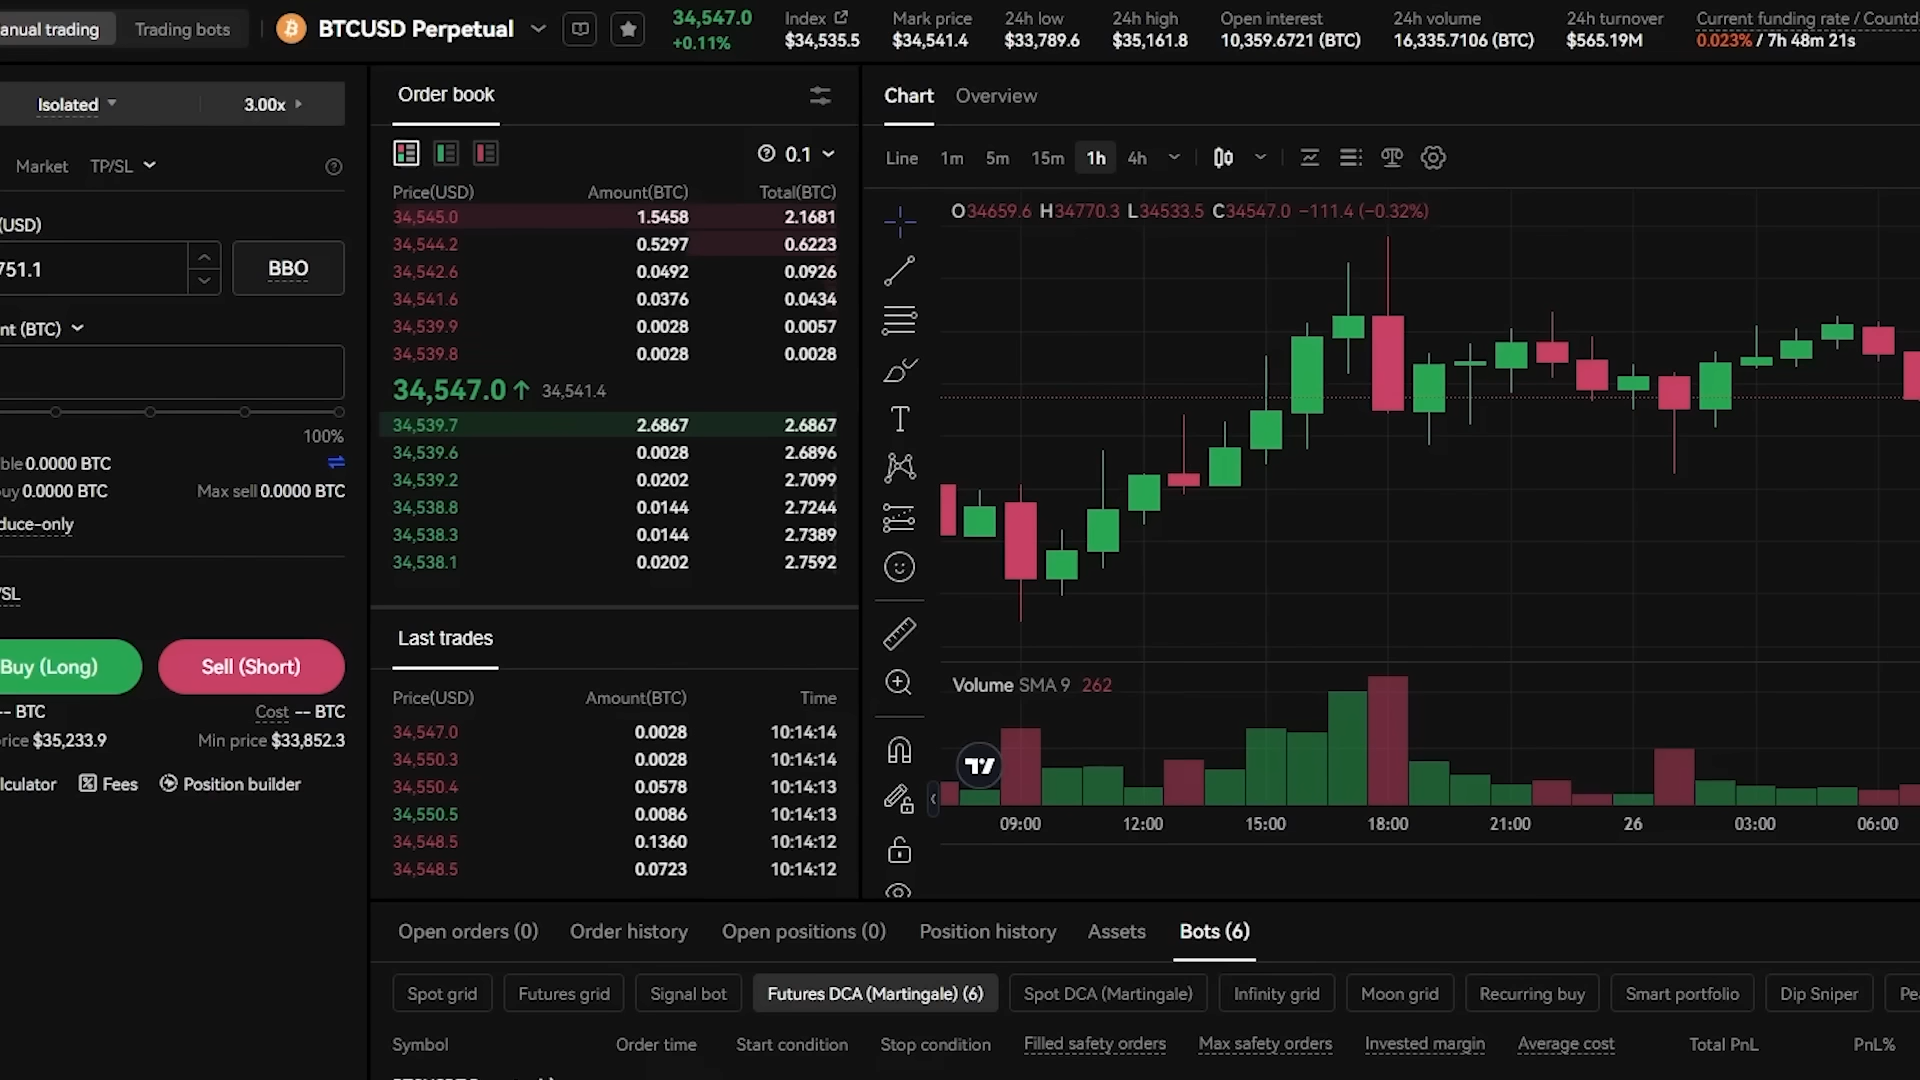 anual trading
Trading bots
BTCUSD Perpetual
34,547.0
+0.11%
Index
$34,535.5
Mark price
$34,541.4
24h low
$33,789.6
24h high
$35,161.8
Open interest
10,359.6721 (BTC)
24h volume
16,335.7106 (BTC)
24h turnover
$565.19M
Current funding rate / Countd
0.023% / 7h 48m 21s
Isolated
3.00x
Market
TP/SL
(USD)
751.1
BBO
nt (BTC)
100%
ble 0.0000 BTC
uy 0.0000 BTC
Max sell 0.0000 BTC
duce-only
/SL
Buy (Long)
Sell (Short)
-- BTC
Cost -- BTC
rice $35,233.9
Min price $33,852.3
lculator
Fees
Position builder
Order book
0.1
Price(USD) Amount(BTC) Total(BTC)
34,545.0 1.5458 2.1681
34,544.2 0.5297 0.6223
34,542.6 0.0492 0.0926
34,541.6 0.0376 0.0434
34,539.9 0.0028 0.0057
34,539.8 0.0028 0.0028
34,547.0↑ 34,541.4
34,539.7 2.6867 2.6867
34,539.6 0.0028 2.6896
34,539.2 0.0202 2.7099
34,538.8 0.0144 2.7244
34,538.3 0.0144 2.7389
34,538.1 0.0202 2.7592
Last trades
Price(USD) Amount(BTC) Time
34,547.0 0.0028 10:14:14
34,550.3 0.0028 10:14:14
34,550.4 0.0578 10:14:13
34,550.5 0.0086 10:14:13
34,548.5 0.1360 10:14:12
34,548.5 0.0723 10:14:12
Chart Overview
Line 1m 5m 15m 1h 4h
O34659.6 H34770.3 L34533.5 C34547.0 −111.4 (−0.32%)
Volume SMA 9 262
09:00 12:00 15:00 18:00 21:00 26 03:00 06:00
Open orders (0) Order history Open positions (0) Position history Assets Bots (6)
Spot grid Futures grid Signal bot Futures DCA (Martingale) (6) Spot DCA (Martingale) Infinity grid Moon grid Recurring buy Smart portfolio Dip Sniper Pe
Symbol Order time Start condition Stop condition Filled safety orders Max safety orders Invested margin Average cost Total PnL PnL%